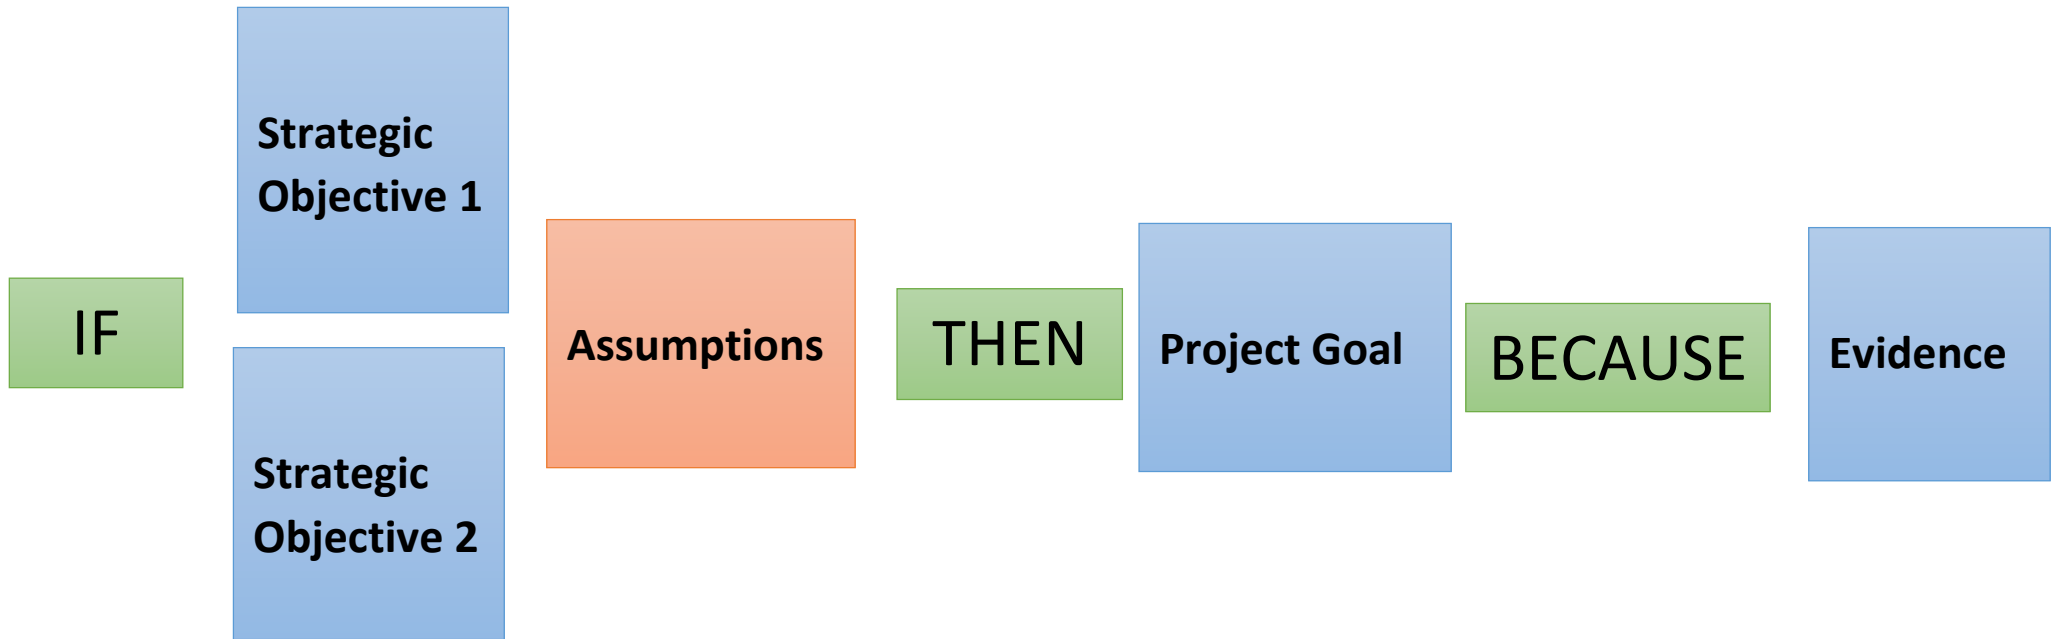 IF
Strategic
Objective 1
Strategic
Objective 2
Assumptions
THEN
Project Goal
BECAUSE
Evidence